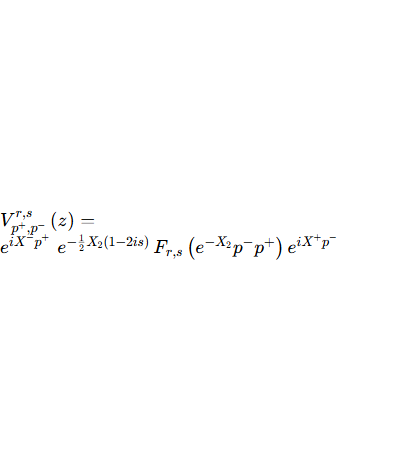 $V^{r,s}_{p^+,p^-}(z) =$
$e^{iX^-p^+} \, e^{-\frac{1}{2}X_2(1-2is)} \, F_{r,s}\left(e^{-X_2}p^-p^+\right) e^{iX^+p^-}$